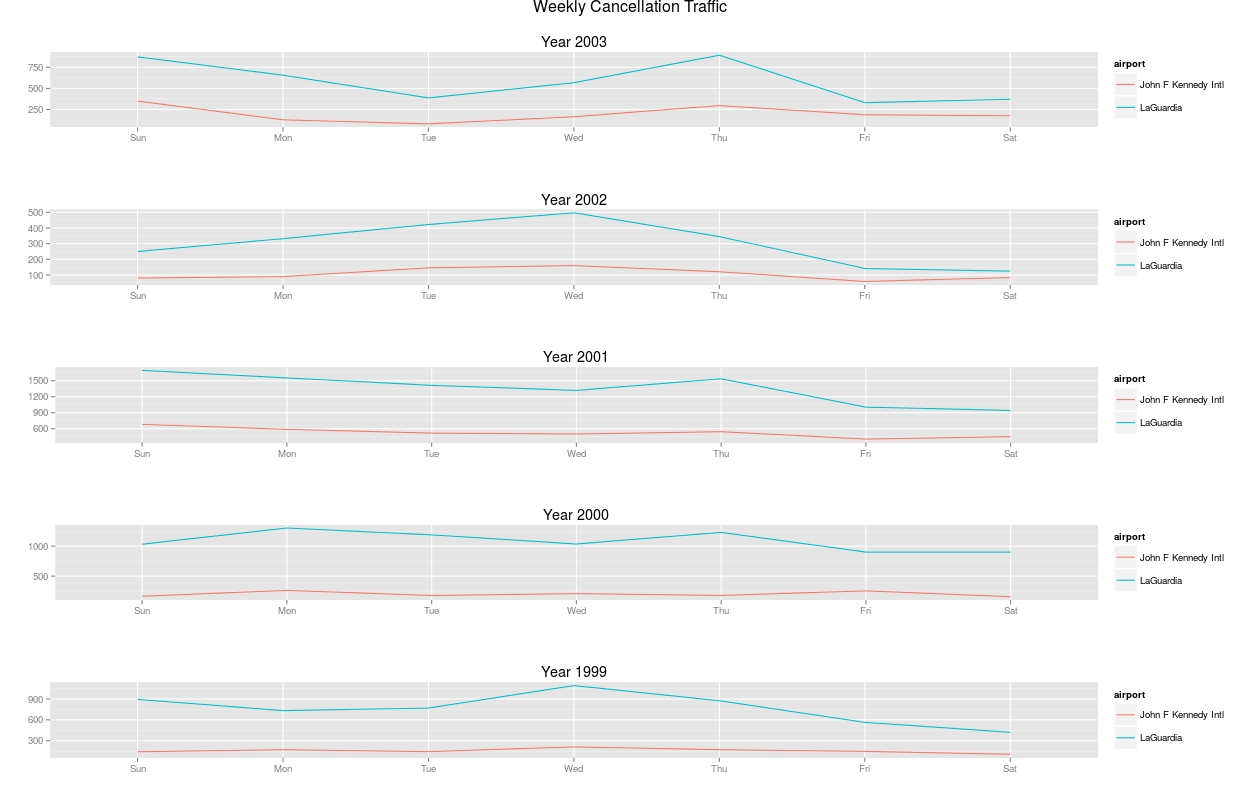 Weekly Cancellation Traffic
Year 2003
750
500
250
Sun Mon Tue Wed Thu Fri Sat
airport
John F Kennedy Intl
LaGuardia
Year 2002
500
400
300
200
100
Sun Mon Tue Wed Thu Fri Sat
airport
John F Kennedy Intl
LaGuardia
Year 2001
1500
1200
900
600
Sun Mon Tue Wed Thu Fri Sat
airport
John F Kennedy Intl
LaGuardia
Year 2000
1000
500
Sun Mon Tue Wed Thu Fri Sat
airport
John F Kennedy Intl
LaGuardia
Year 1999
900
600
300
Sun Mon Tue Wed Thu Fri Sat
airport
John F Kennedy Intl
LaGuardia